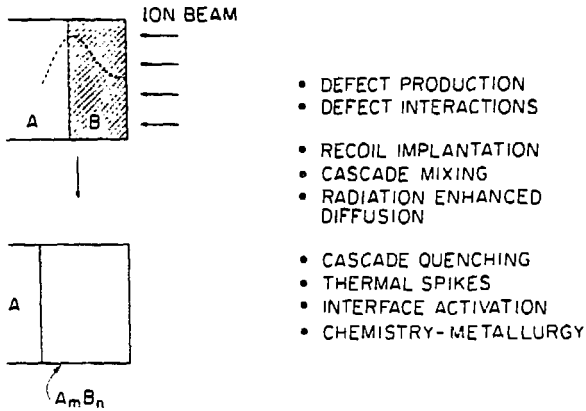 ION BEAM
A
B
• DEFECT PRODUCTION
• DEFECT INTERACTIONS
• RECOIL IMPLANTATION
• CASCADE MIXING
• RADIATION ENHANCED
DIFFUSION
A
• CASCADE QUENCHING
• THERMAL SPIKES
• INTERFACE ACTIVATION
• CHEMISTRY-METALLURGY
AmBn